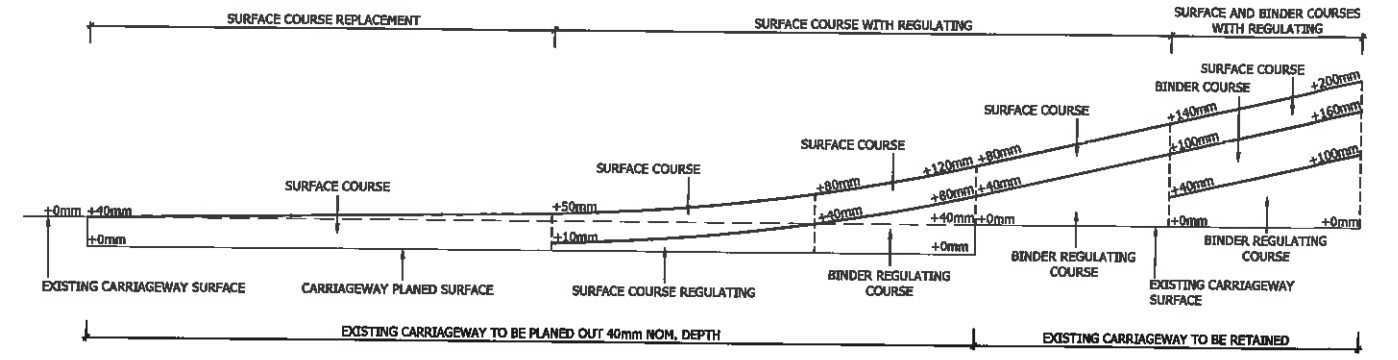 SURFACE COURSE REPLACEMENT
SURFACE COURSE WITH REGULATING
SURFACE AND BINDER COURSES
WITH REGULATING
SURFACE COURSE
+200mm
BINDER COURSE
SURFACE COURSE
+140mm
+160mm
SURFACE COURSE
+120mm
+80mm
+100mm
+100mm
SURFACE COURSE
+80mm
+80mm
+40mm
+40mm
SURFACE COURSE
+0mm
+40mm
+50mm
+40mm
+40mm
+0mm
+0mm
+0mm
+0mm
+10mm
+0mm
EXISTING CARRIAGEWAY SURFACE
CARRIAGEWAY PLANED SURFACE
SURFACE COURSE REGULATING
BINDER REGULATING
COURSE
BINDER REGULATING
COURSE
EXISTING CARRIAGEWAY
SURFACE
BINDER REGULATING
COURSE
EXISTING CARRIAGEWAY TO BE PLANED OUT 40mm NOM. DEPTH
EXISTING CARRIAGEWAY TO BE RETAINED